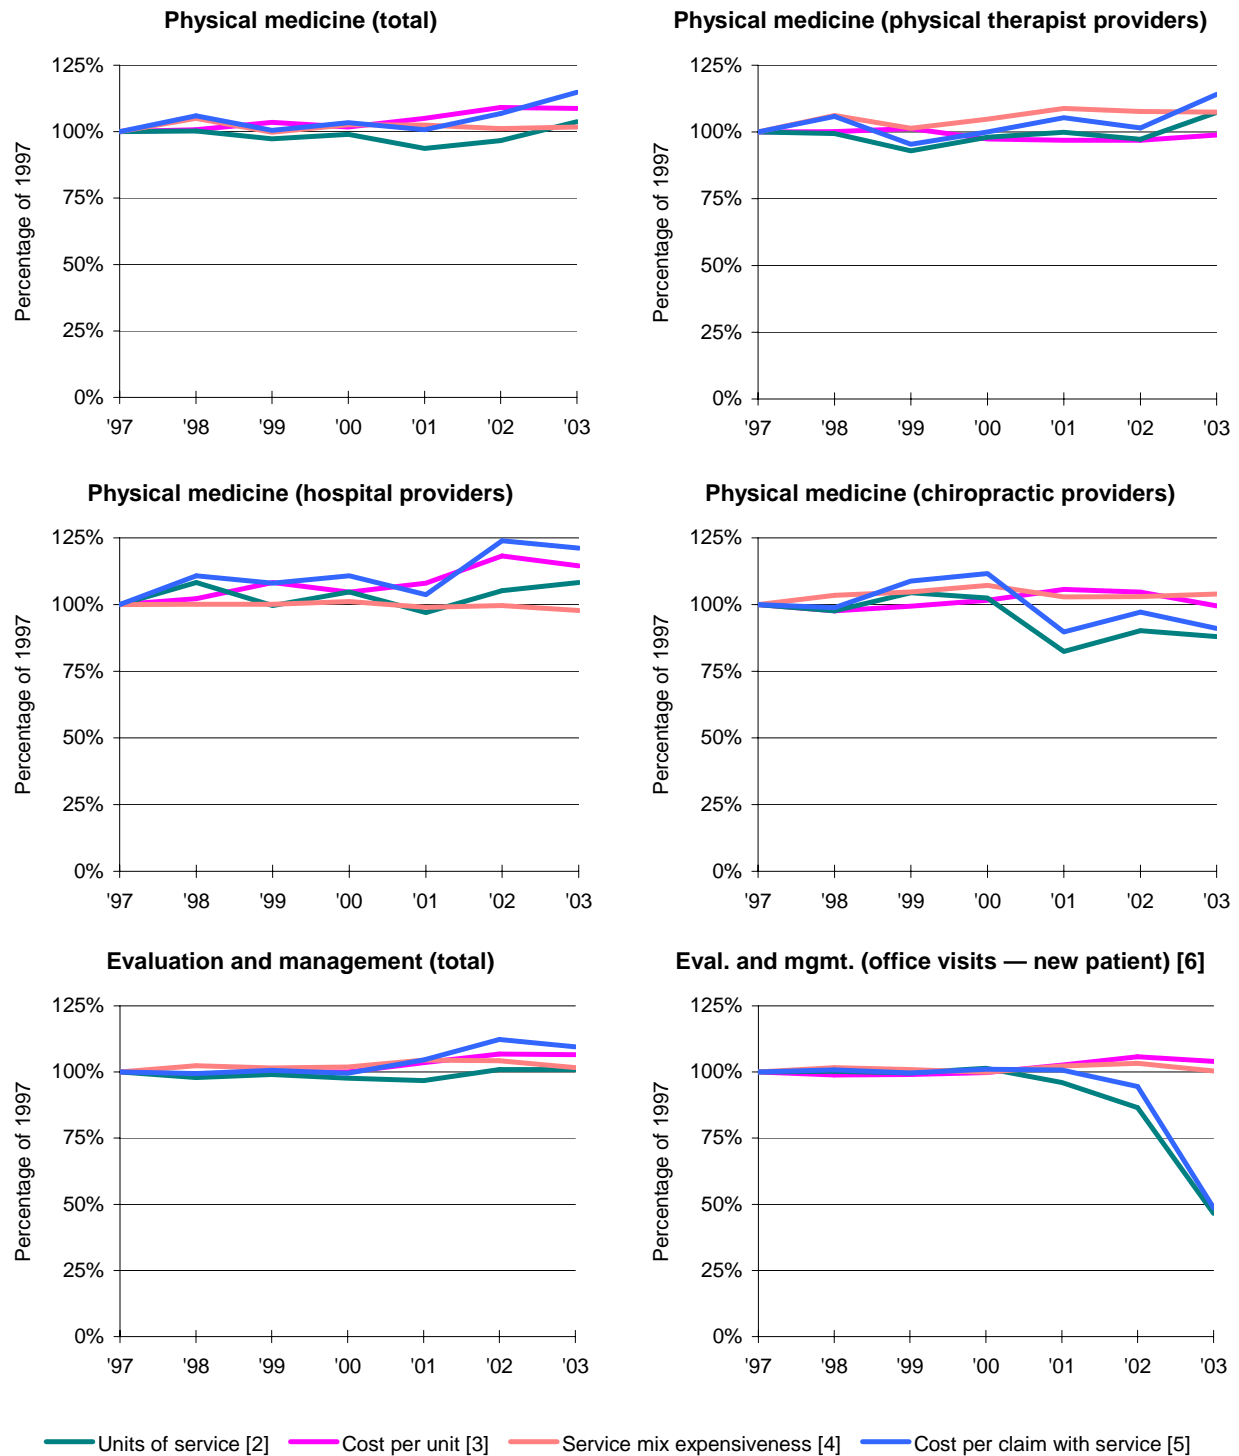 Physical medicine (total)
125%
100%
75%
50%
25%
0%
Percentage of 1997
'97 '98 '99 '00 '01 '02 '03
Physical medicine (physical therapist providers)
125%
100%
75%
50%
25%
0%
Percentage of 1997
'97 '98 '99 '00 '01 '02 '03
Physical medicine (hospital providers)
125%
100%
75%
50%
25%
0%
Percentage of 1997
'97 '98 '99 '00 '01 '02 '03
Physical medicine (chiropractic providers)
125%
100%
75%
50%
25%
0%
Percentage of 1997
'97 '98 '99 '00 '01 '02 '03
Evaluation and management (total)
125%
100%
75%
50%
25%
0%
Percentage of 1997
'97 '98 '99 '00 '01 '02 '03
Eval. and mgmt. (office visits — new patient) [6]
125%
100%
75%
50%
25%
0%
Percentage of 1997
'97 '98 '99 '00 '01 '02 '03
Units of service [2] Cost per unit [3] Service mix expensiveness [4] Cost per claim with service [5]